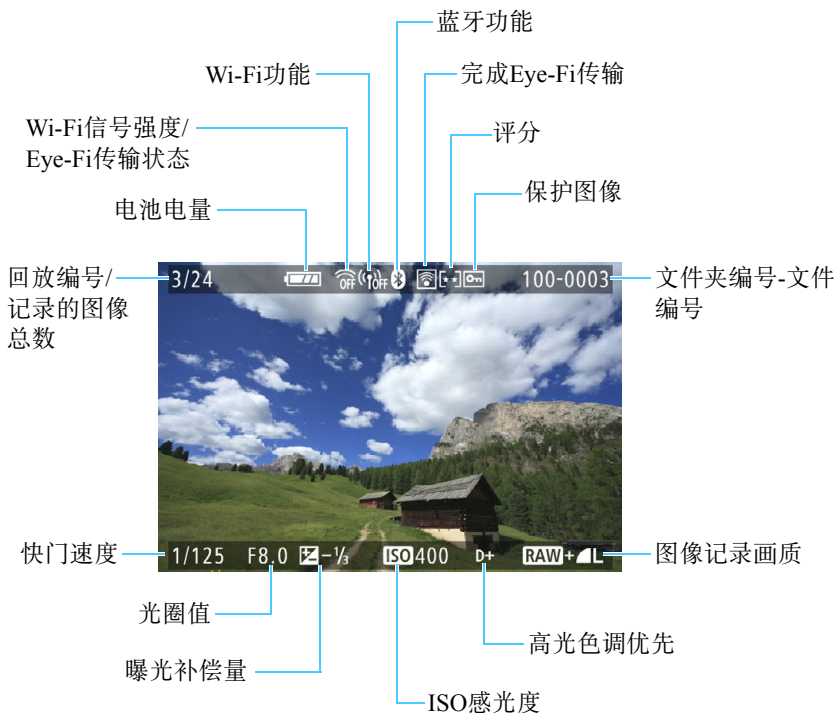 蓝牙功能
Wi-Fi功能
完成Eye-Fi传输
Wi-Fi信号强度/
Eye-Fi传输状态
评分
保护图像
电池电量
回放编号/
记录的图像
总数
3/24 OFF OFF 100-0003
文件夹编号-文件
编号
快门速度
1/125 F8.0 −⅓ ISO 400 D+ RAW+L
图像记录画质
光圈值
高光色调优先
曝光补偿量
ISO感光度